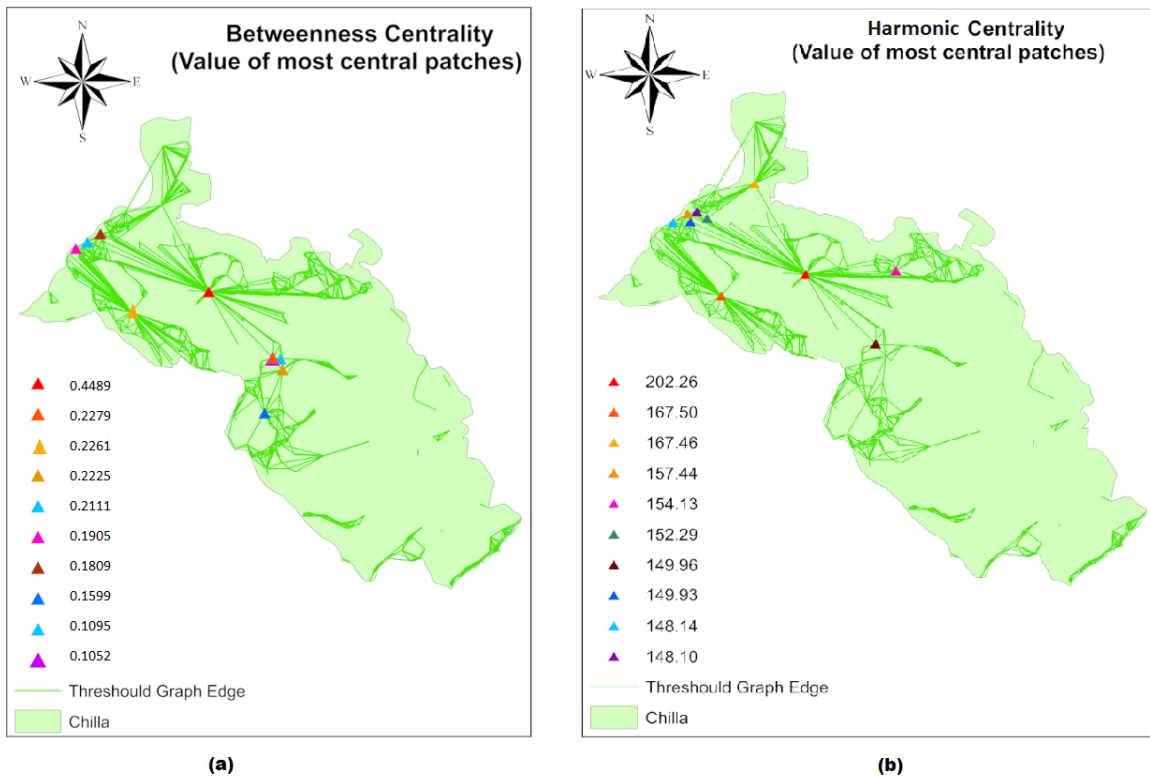 Betweenness Centrality
(Value of most central patches)
N
W
E
S
0.4489
0.2279
0.2261
0.2225
0.2111
0.1905
0.1809
0.1599
0.1095
0.1052
Threshould Graph Edge
Chilla
(a)
Harmonic Centrality
(Value of most central patches)
N
W
E
S
202.26
167.50
167.46
157.44
154.13
152.29
149.96
149.93
148.14
148.10
Threshould Graph Edge
Chilla
(b)